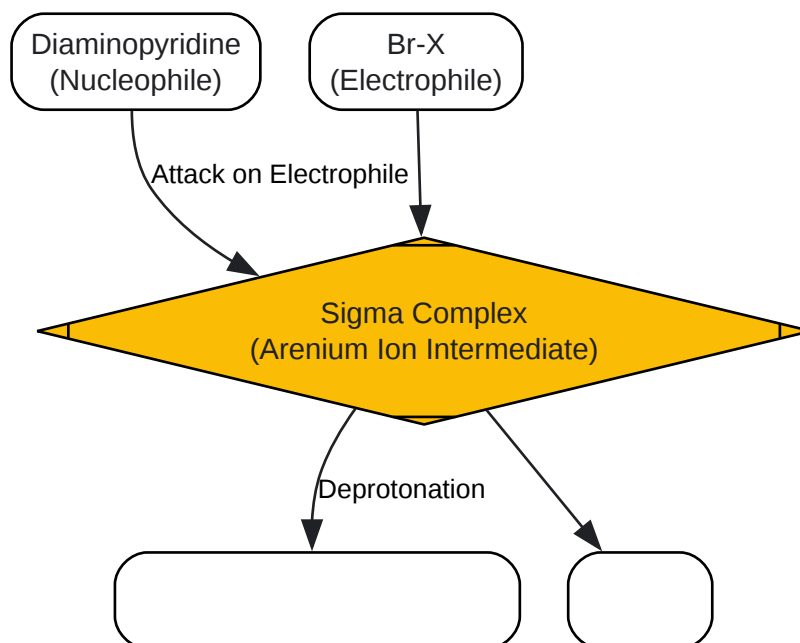 Diaminopyridine
(Nucleophile)
Br-X
(Electrophile)
Attack on Electrophile
Sigma Complex
(Arenium Ion Intermediate)
Deprotonation